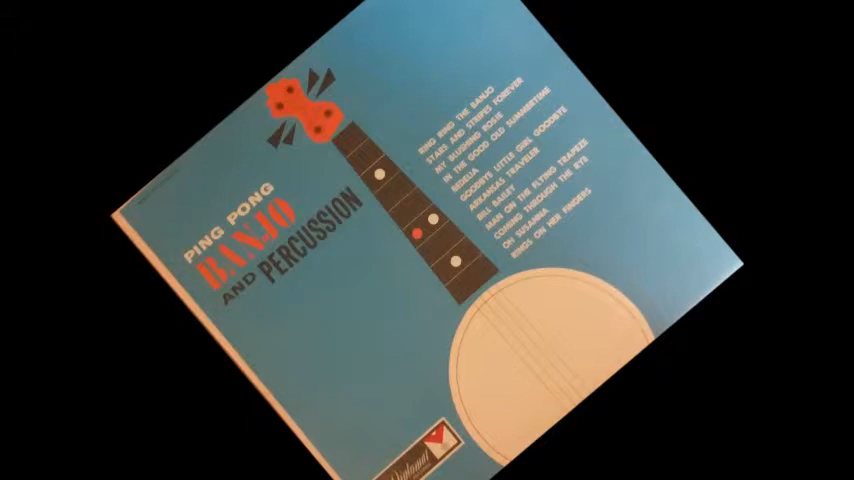 PING PONG
BANJO
AND PERCUSSION
RING RING THE BANJO
STARS AND STRIPES FOREVER
MY BLUSHING ROSIE
IN THE GOOD OLD SUMMERTIME
BEDELIA
GOODBYE LITTLE GIRL GOODBYE
ARKANSAS TRAVELER
BILL BAILEY
MAN ON THE FLYING TRAPEZE
COMING THROUGH THE RYE
OH SUSANNA
RINGS ON HER FINGERS
Diplomat